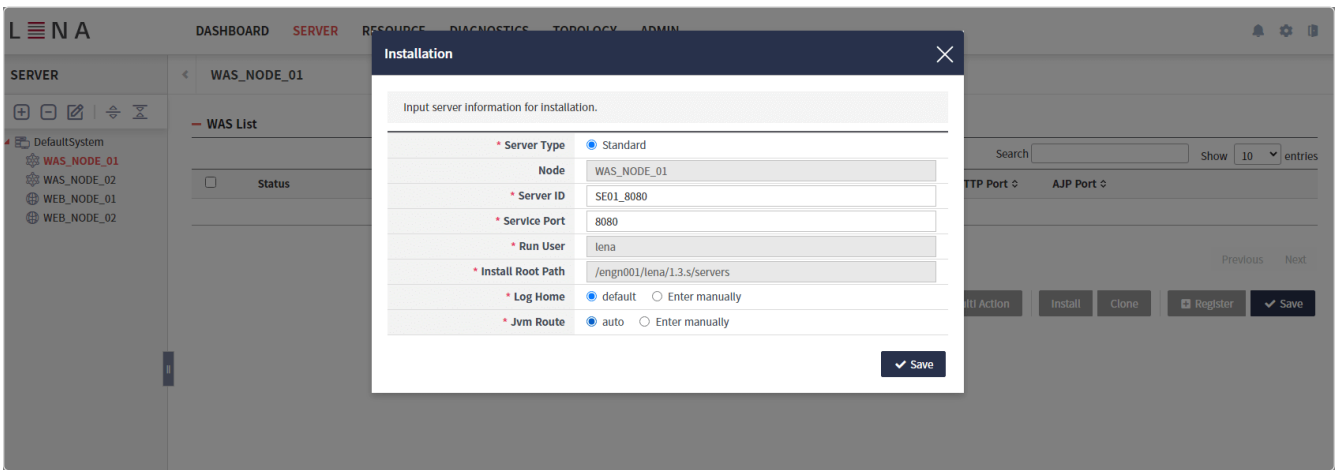 LENA
DASHBOARD SERVER RESOURCE DIAGNOSTICS TOPOLOGY ADMIN
SERVER
WAS_NODE_01
DefaultSystem
WAS_NODE_01
WAS_NODE_02
WEB_NODE_01
WEB_NODE_02
WAS List
Search Show 10 entries
Status TTP Port AJP Port
Previous Next
Action Install Clone Register Save
Installation
Input server information for installation.
* Server Type Standard
Node WAS_NODE_01
* Server ID SE01_8080
* Service Port 8080
* Run User lena
* Install Root Path /engn001/lena/1.3.s/servers
* Log Home default Enter manually
* Jvm Route auto Enter manually
Save